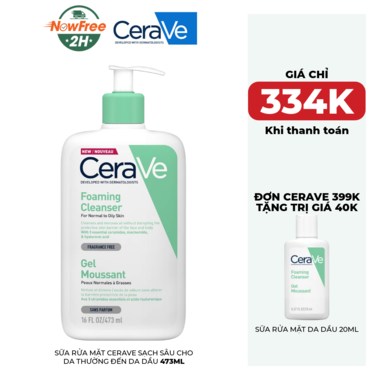 NowFree
2H
CeraVe
DEVELOPED WITH DERMATOLOGISTS
NEW / NOUVEAU
CeraVe
DEVELOPED WITH DERMATOLOGISTS
Foaming
Cleanser
For Normal to Oily Skin
FRAGRANCE FREE
Gel
Moussant
Peaux Normales à Grasses
SANS PARFUM
16 FL OZ/473 ml
SỮA RỬA MẶT CERAVE SẠCH SÂU CHO
DA THƯỜNG ĐẾN DA DẦU 473ML
GIÁ CHỈ
334K
Khi thanh toán
ĐƠN CERAVE 399K
TẶNG TRỊ GIÁ 40K
CeraVe
Foaming
Cleanser
Gel
Moussant
SỮA RỬA MẶT DA DẦU 20ML